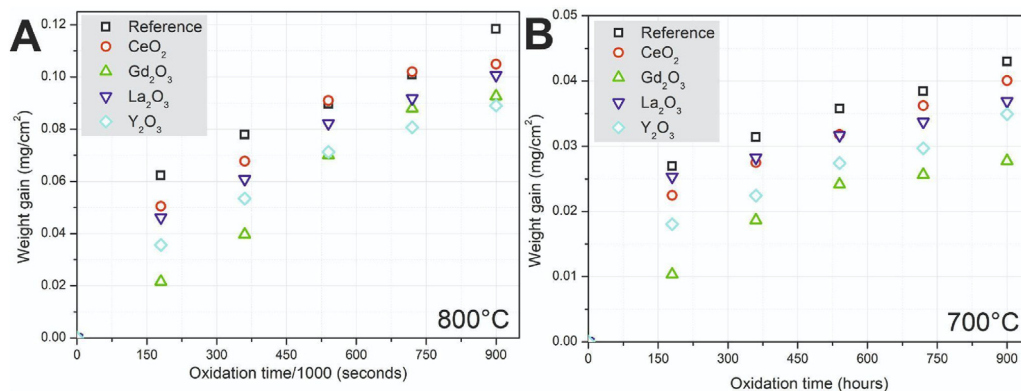 A
Reference
CeO₂
Gd₂O₃
La₂O₃
Y₂O₃
Weight gain (mg/cm²)
0.12
0.10
0.08
0.06
0.04
0.02
0.00
0 150 300 450 600 750 900
Oxidation time/1000 (seconds)
800°C
B
Reference
CeO₂
Gd₂O₃
La₂O₃
Y₂O₃
Weight gain (mg/cm²)
0.05
0.04
0.03
0.02
0.01
0.00
0 150 300 450 600 750 900
Oxidation time (hours)
700°C